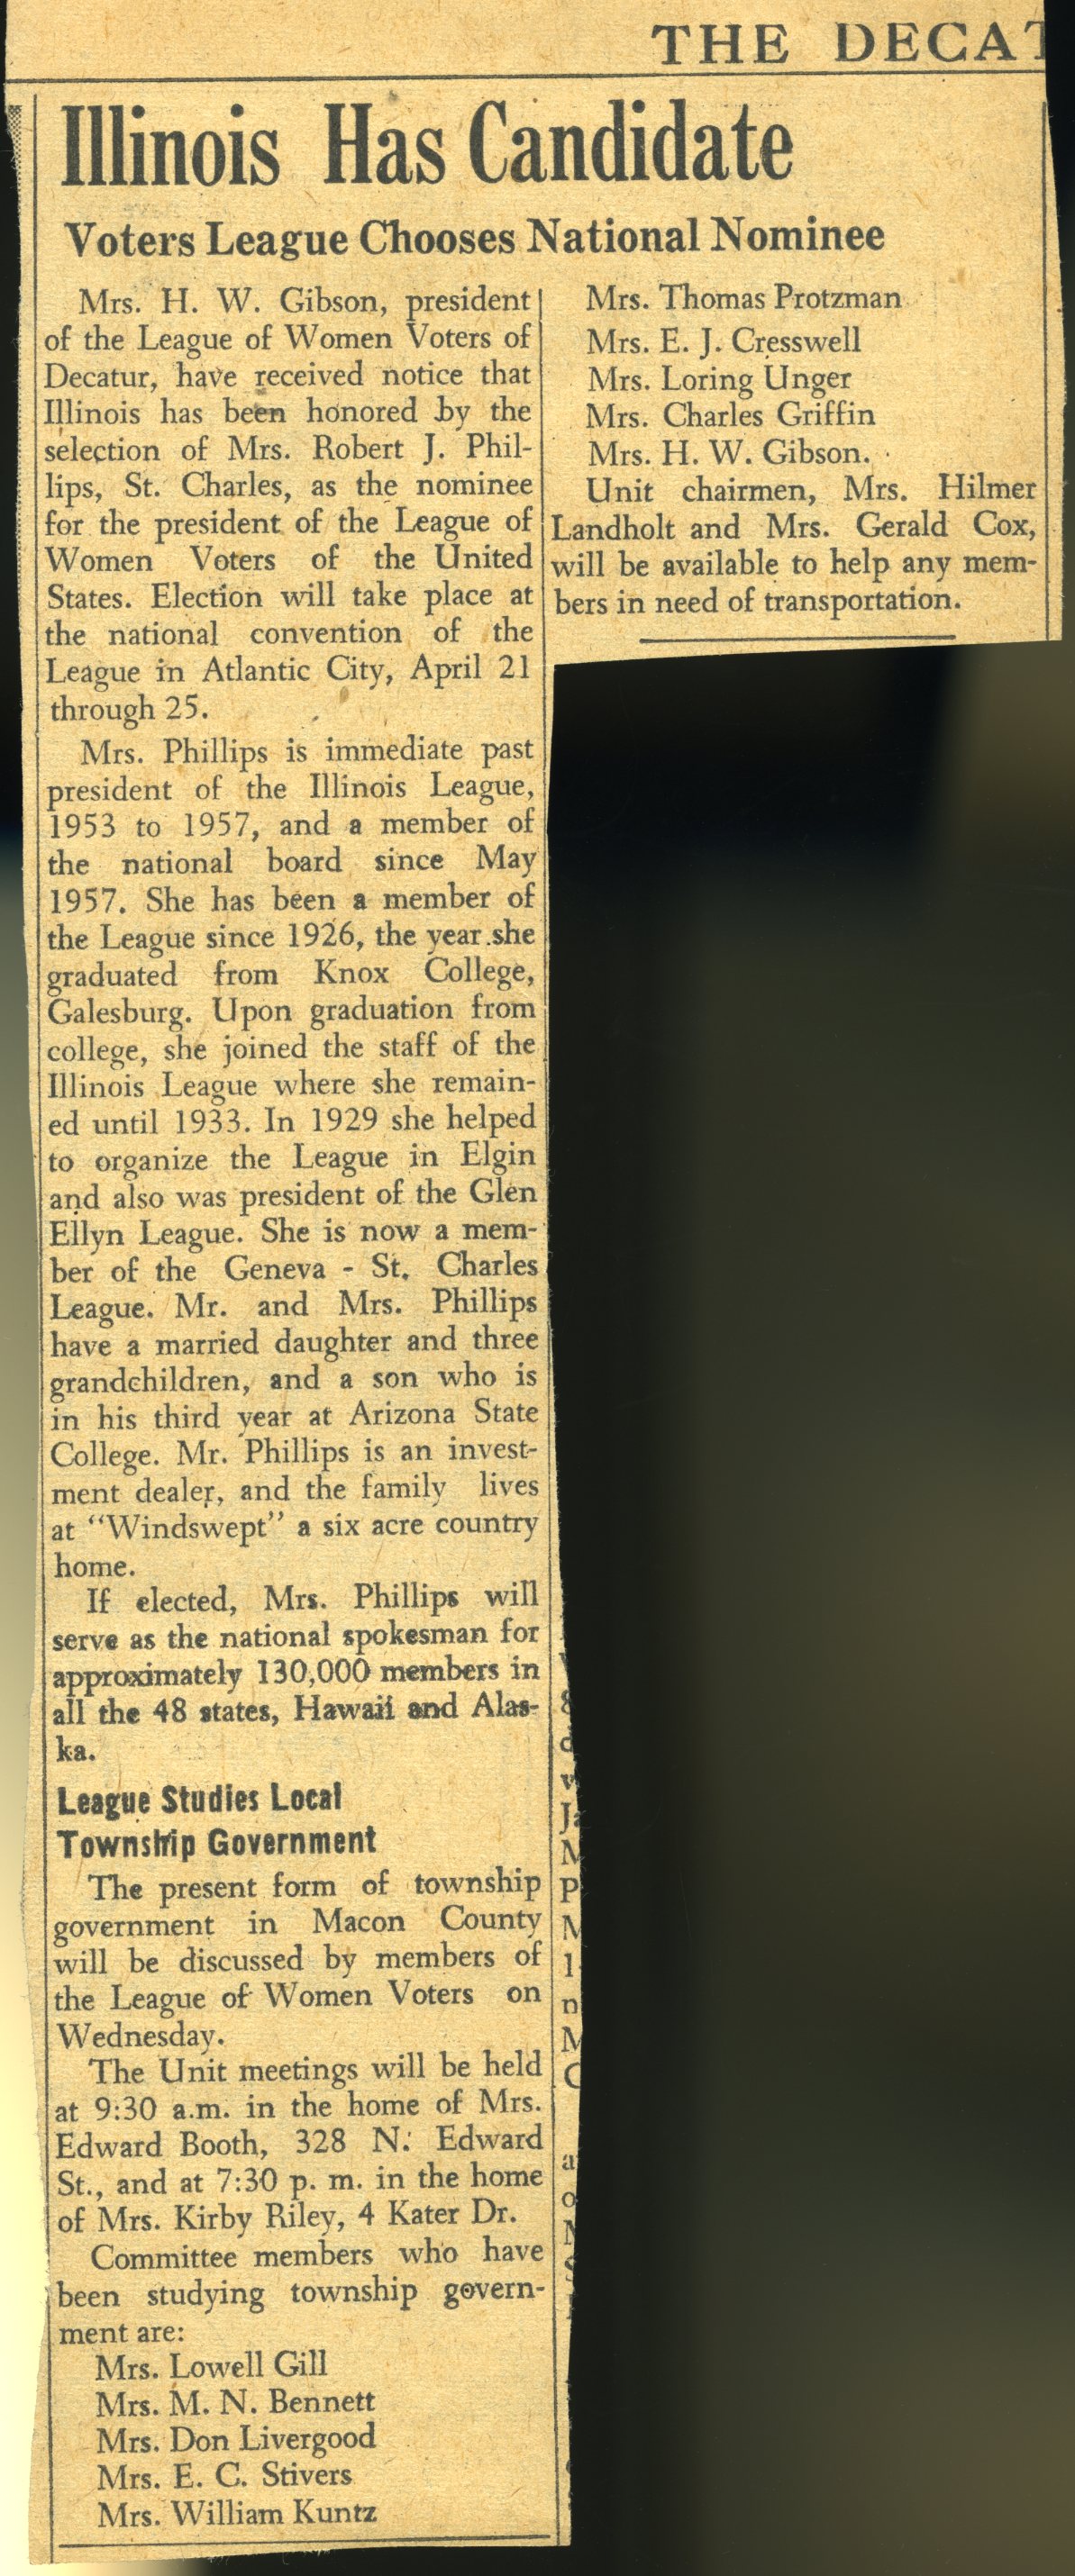 THE DECAT
Illinois Has Candidate
Voters League Chooses National Nominee
Mrs. H. W. Gibson, president
of the League of Women Voters of
Decatur, have received notice that
Illinois has been honored by the
selection of Mrs. Robert J. Phil-
lips, St. Charles, as the nominee
for the president of the League of
Women Voters of the United
States. Election will take place at
the national convention of the
League in Atlantic City, April 21
through 25.
Mrs. Phillips is immediate past
president of the Illinois League,
1953 to 1957, and a member of
the national board since May
1957. She has been a member of
the League since 1926, the year she
graduated from Knox College,
Galesburg. Upon graduation from
college, she joined the staff of the
Illinois League where she remain-
ed until 1933. In 1929 she helped
to organize the League in Elgin
and also was president of the Glen
Ellyn League. She is now a mem-
ber of the Geneva - St. Charles
League. Mr. and Mrs. Phillips
have a married daughter and three
grandchildren, and a son who is
in his third year at Arizona State
College. Mr. Phillips is an invest-
ment dealer, and the family lives
at "Windswept" a six acre country
home.
If elected, Mrs. Phillips will
serve as the national spokesman for
approximately 130,000 members in
all the 48 states, Hawaii and Alas-
ka.
League Studies Local
Township Government
The present form of township
government in Macon County
will be discussed by members of
the League of Women Voters on
Wednesday.
The Unit meetings will be held
at 9:30 a.m. in the home of Mrs.
Edward Booth, 328 N. Edward
St., and at 7:30 p. m. in the home
of Mrs. Kirby Riley, 4 Kater Dr.
Committee members who have
been studying township govern-
ment are:
Mrs. Lowell Gill
Mrs. M. N. Bennett
Mrs. Don Livergood
Mrs. E. C. Stivers
Mrs. William Kuntz
Mrs. Thomas Protzman
Mrs. E. J. Cresswell
Mrs. Loring Unger
Mrs. Charles Griffin
Mrs. H. W. Gibson.
Unit chairmen, Mrs. Hilmer
Landholt and Mrs. Gerald Cox,
will be available to help any mem-
bers in need of transportation.